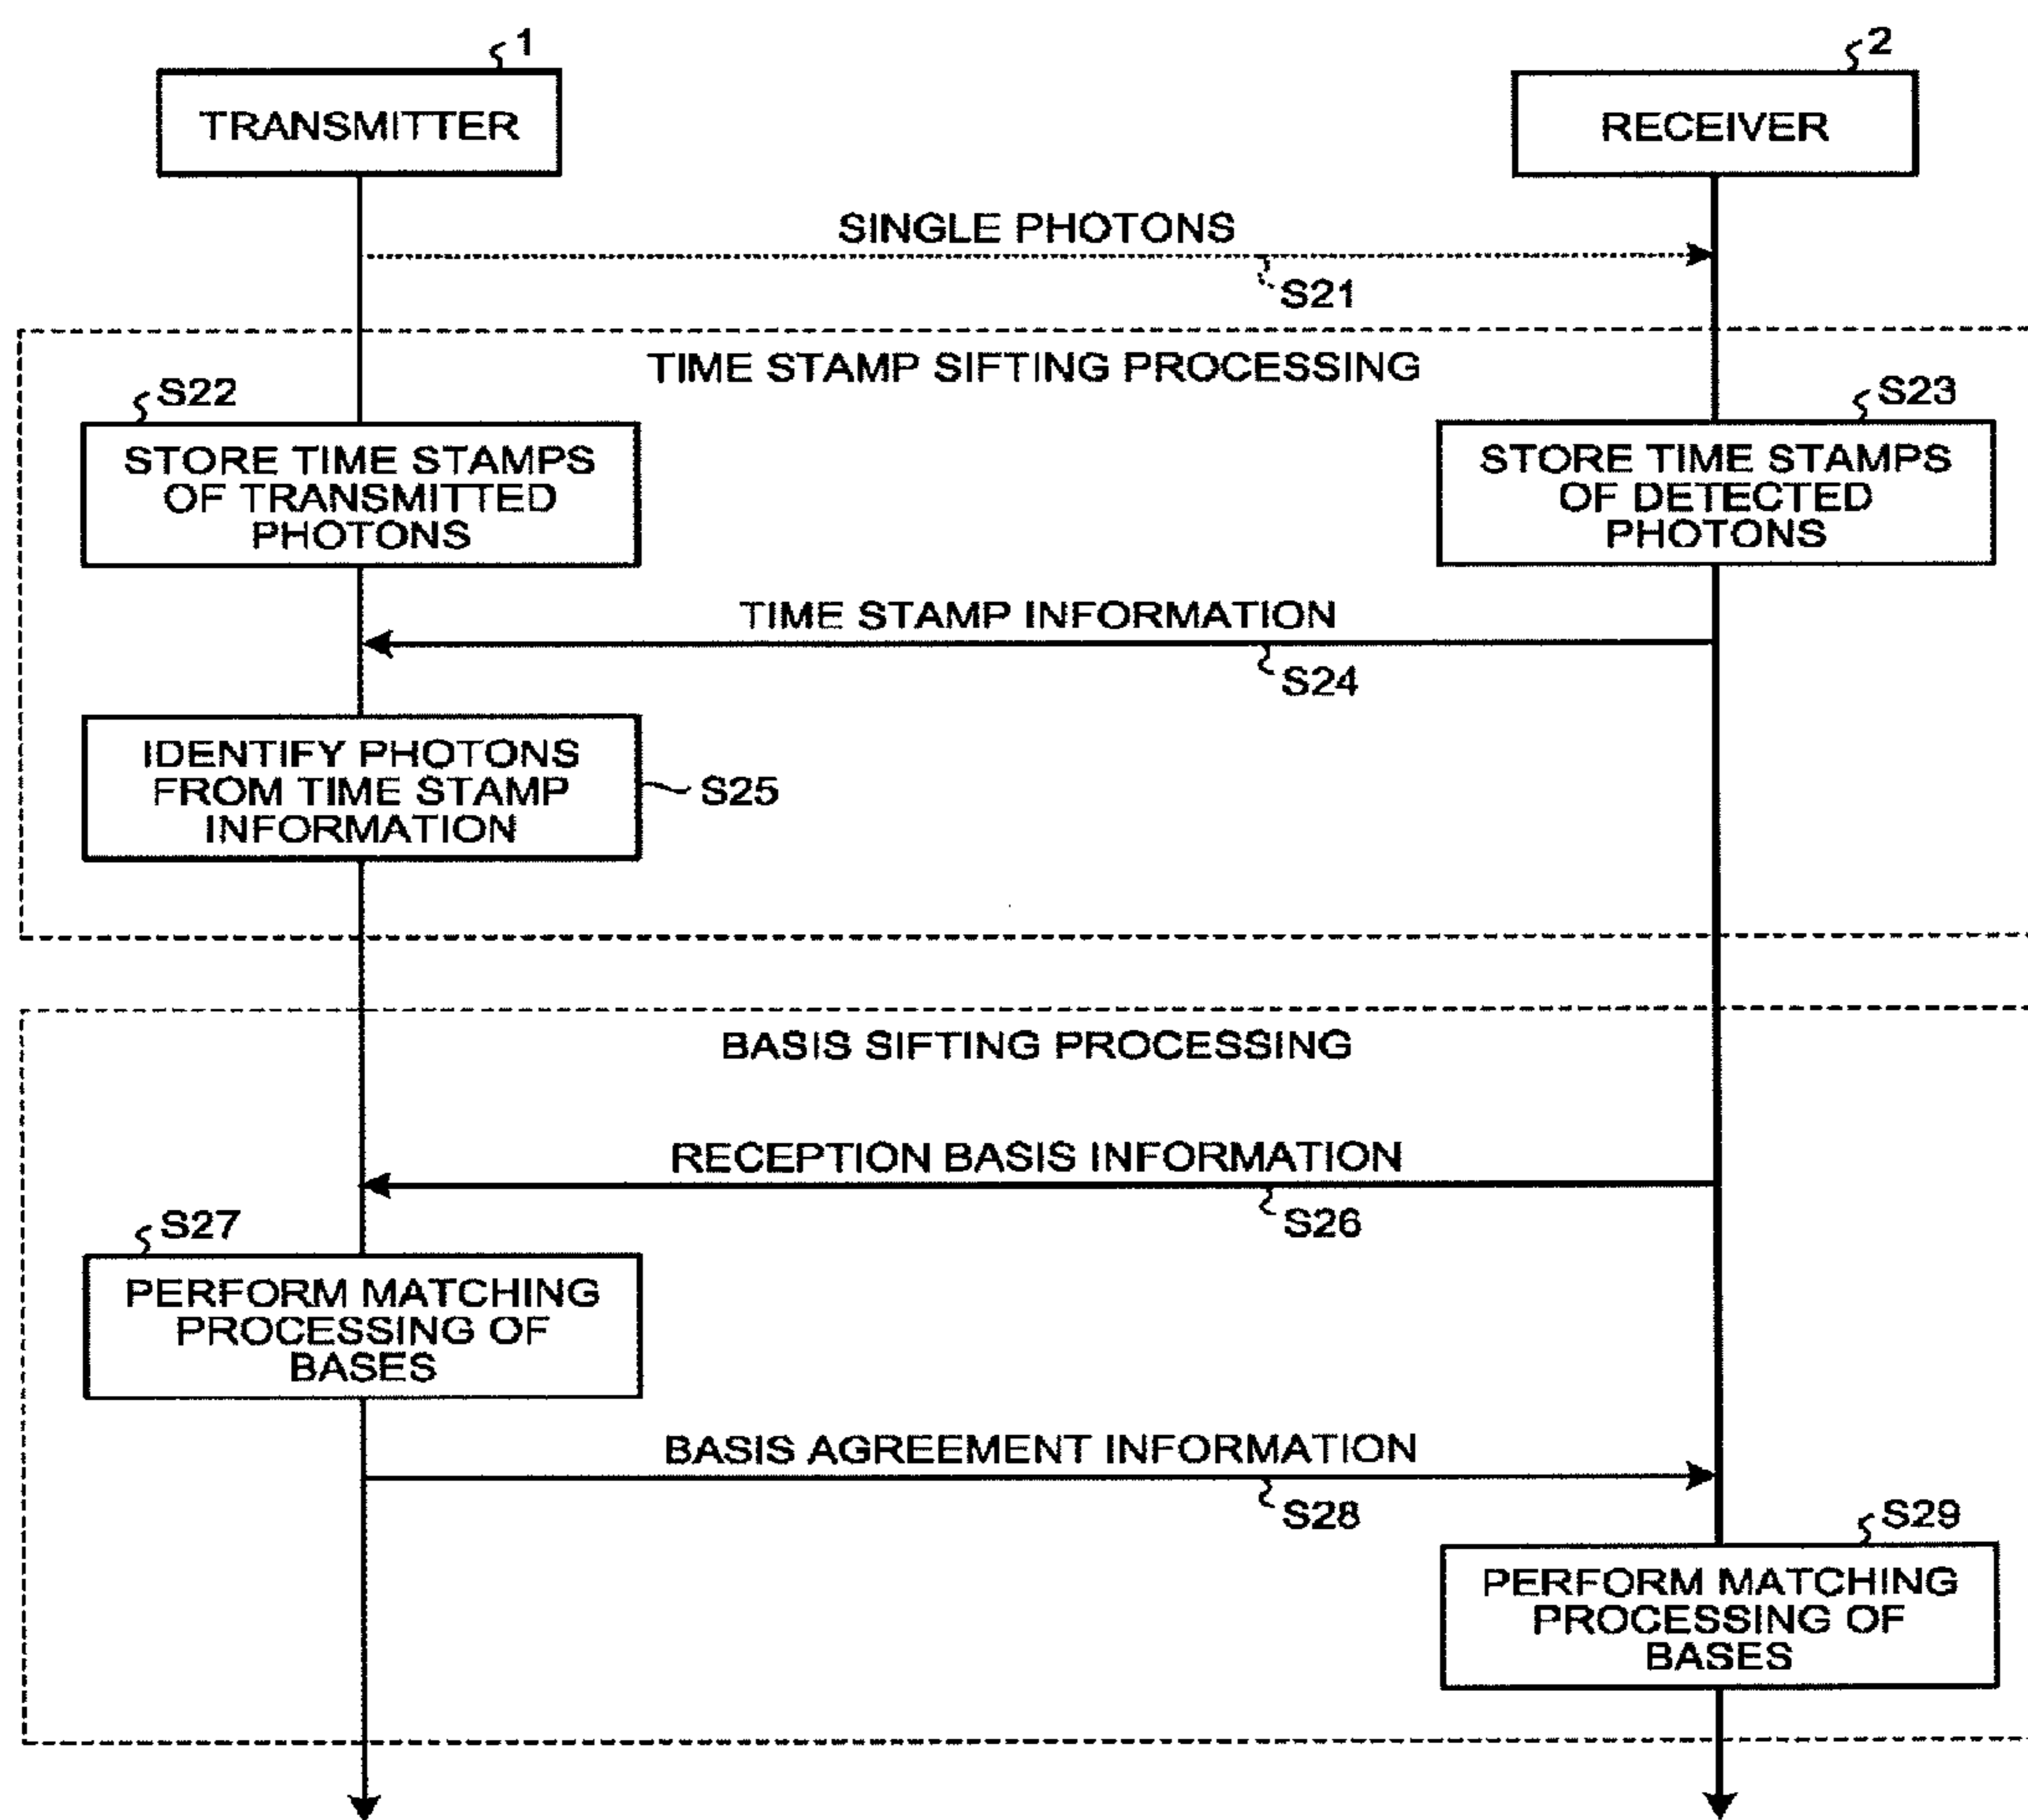 1
2
TRANSMITTER
RECEIVER
SINGLE PHOTONS
S21
TIME STAMP SIFTING PROCESSING
S22
S23
STORE TIME STAMPS
OF TRANSMITTED
PHOTONS
STORE TIME STAMPS
OF DETECTED
PHOTONS
TIME STAMP INFORMATION
S24
IDENTIFY PHOTONS
FROM TIME STAMP
INFORMATION
S25
BASIS SIFTING PROCESSING
RECEPTION BASIS INFORMATION
S26
S27
PERFORM MATCHING
PROCESSING OF
BASES
BASIS AGREEMENT INFORMATION
S28
S29
PERFORM MATCHING
PROCESSING OF
BASES